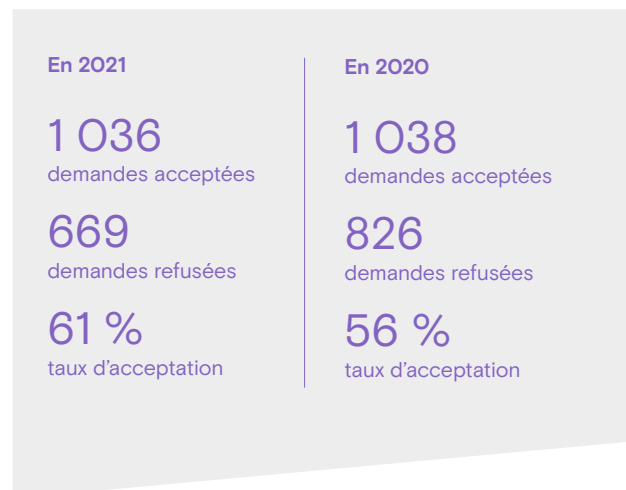 En 2021
1 036
demandes acceptées
669
demandes refusées
61 %
taux d’acceptation
En 2020
1 038
demandes acceptées
826
demandes refusées
56 %
taux d’acceptation